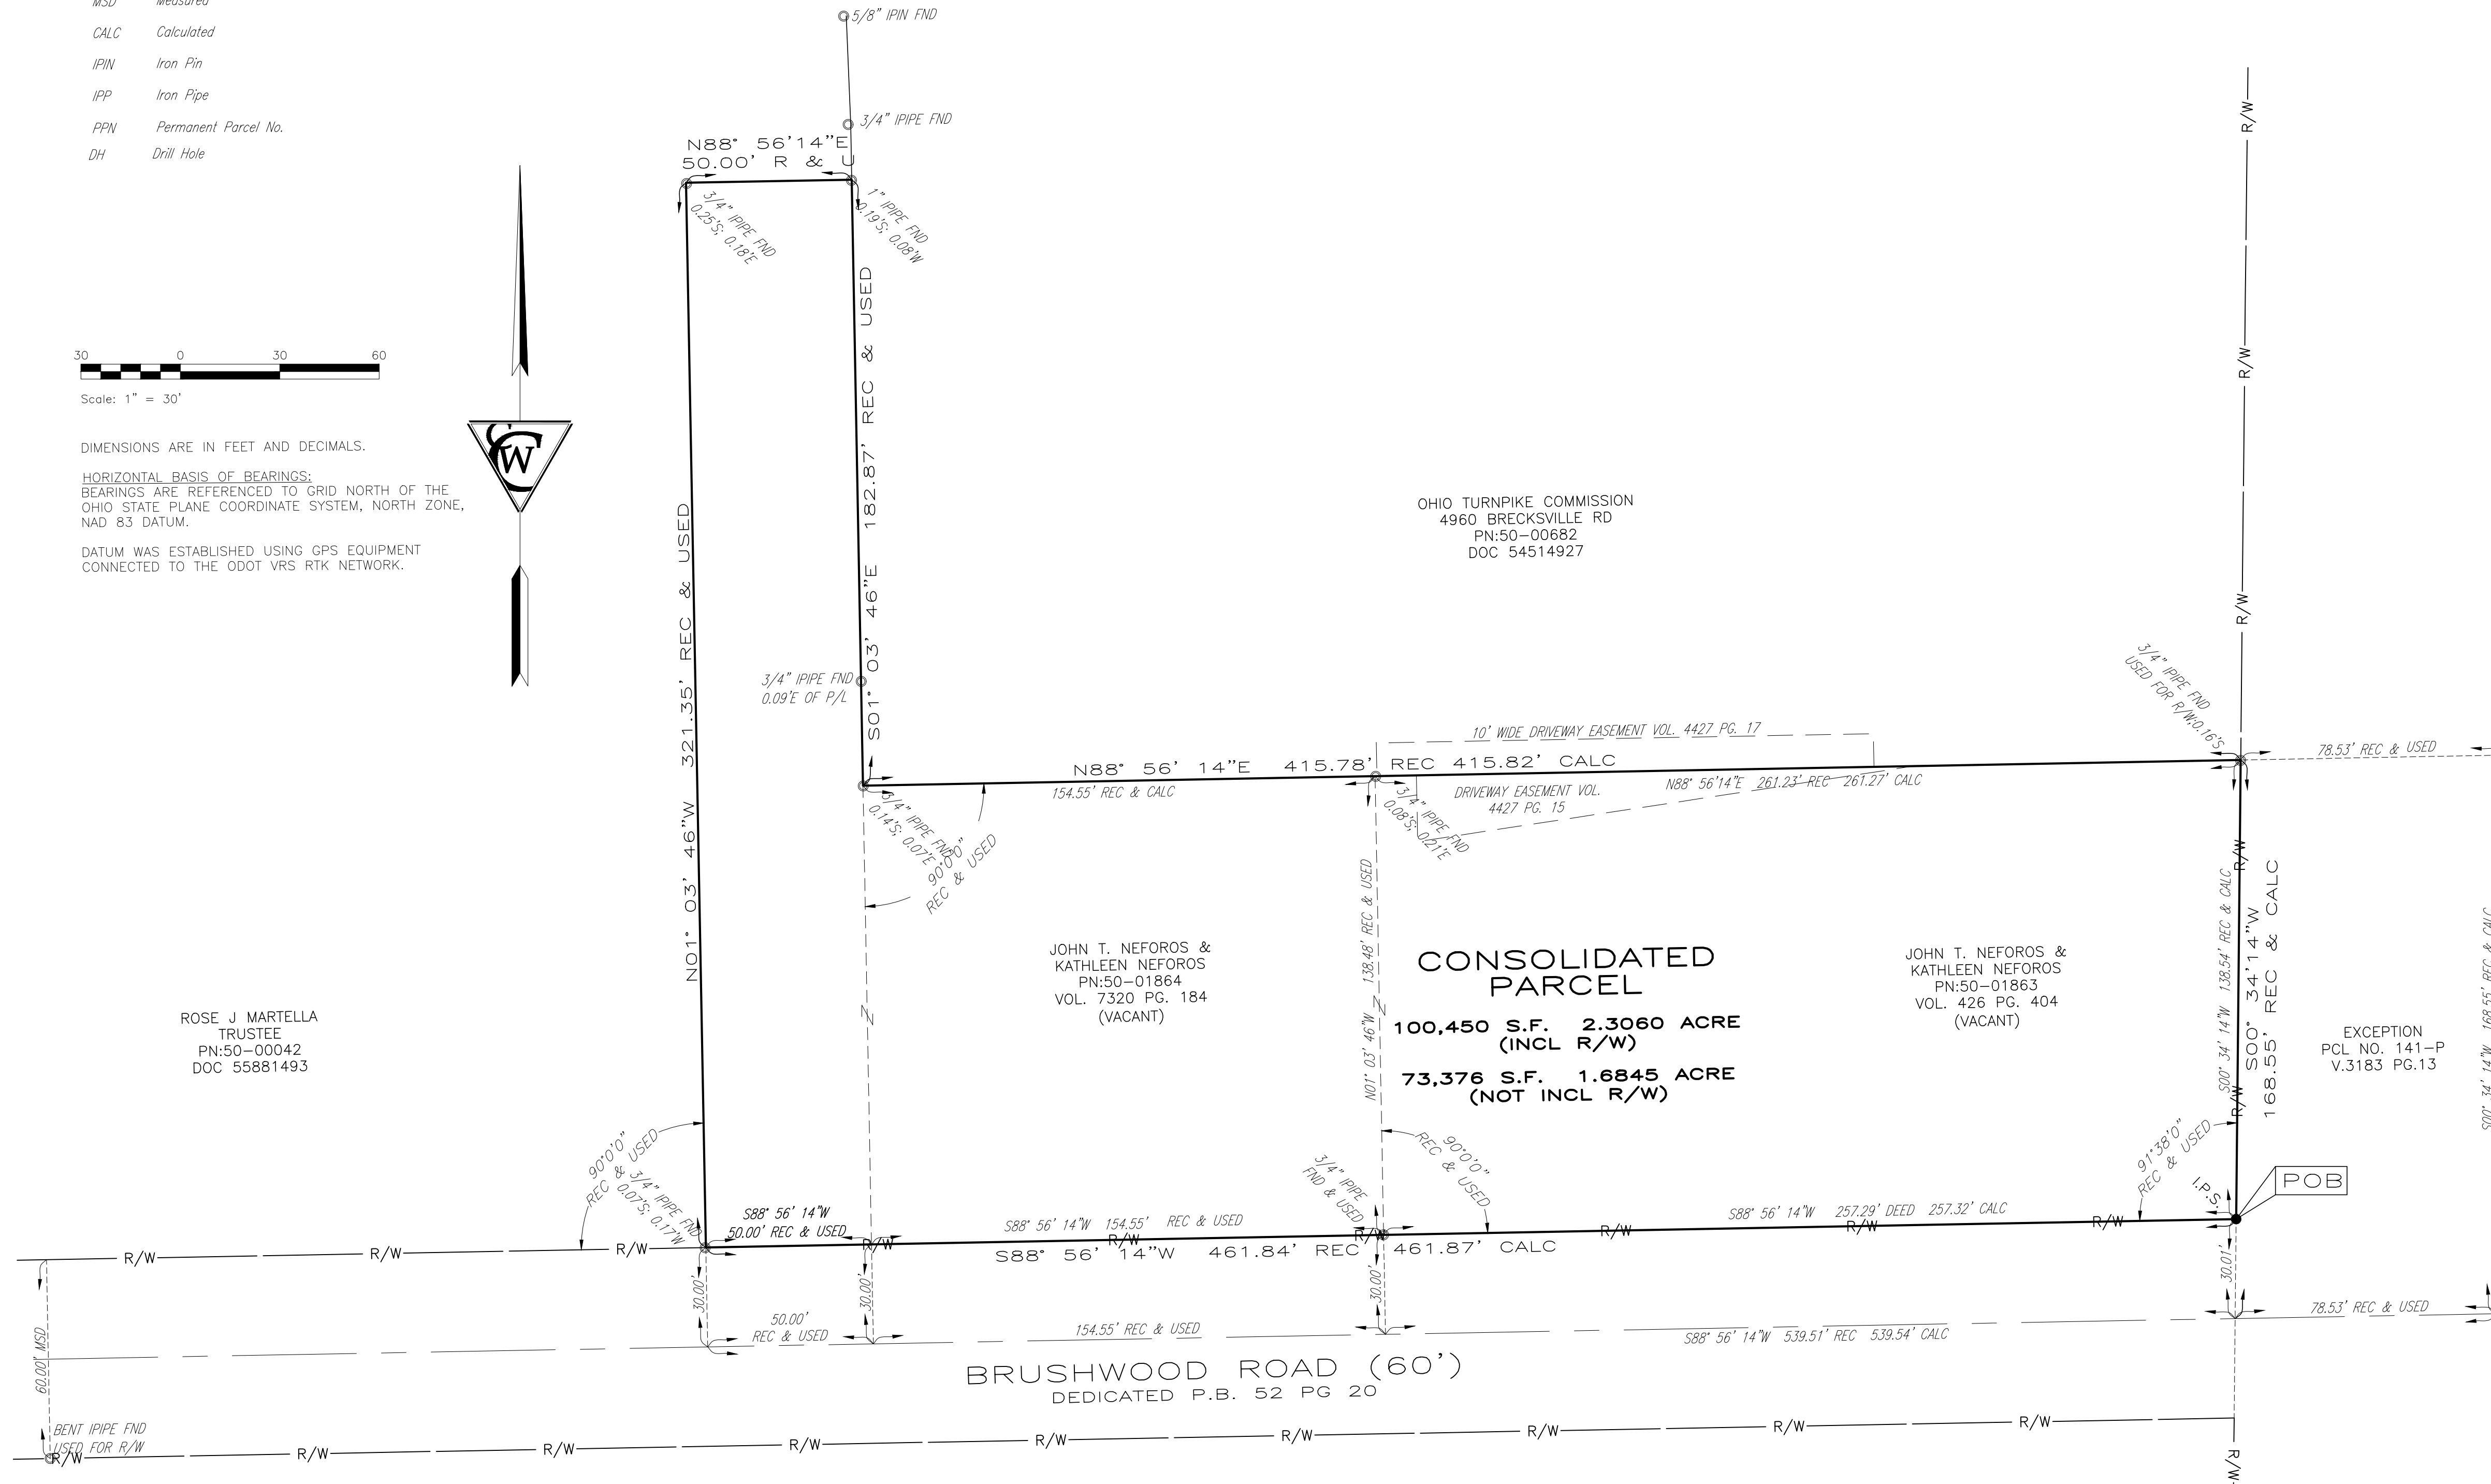 MSD Measured
CALC Calculated
IPIN Iron Pin
IPP Iron Pipe
PPN Permanent Parcel No.
DH Drill Hole
5/8" IPIN FND
3/4" IPIPE FND
N88° 56'14"E
50.00' R & U
3/4" IPIPE FND
0.25'S; 0.18'E
1" IPIPE FND
0.19'S; 0.08'W
30 0 30 60
Scale: 1" = 30'
DIMENSIONS ARE IN FEET AND DECIMALS.
HORIZONTAL BASIS OF BEARINGS:
BEARINGS ARE REFERENCED TO GRID NORTH OF THE
OHIO STATE PLANE COORDINATE SYSTEM, NORTH ZONE,
NAD 83 DATUM.
DATUM WAS ESTABLISHED USING GPS EQUIPMENT
CONNECTED TO THE ODOT VRS RTK NETWORK.
CWC
N01° 03' 46"W 321.35' REC & USED
S01° 03' 46"E 182.87' REC & USED
3/4" IPIPE FND
0.09'E OF P/L
OHIO TURNPIKE COMMISSION
4960 BRECKSVILLE RD
PN:50-00682
DOC 54514927
R/W
R/W
R/W
3/4" IPIPE FND
USED FOR R/W;0.16'S
78.53' REC & USED
10' WIDE DRIVEWAY EASEMENT VOL. 4427 PG. 17
N88° 56' 14"E 415.78' REC 415.82' CALC
154.55' REC & CALC
N88° 56'14"E 261.23' REC 261.27' CALC
DRIVEWAY EASEMENT VOL.
4427 PG. 15
3/4" IPIPE FND
0.14'S; 0.07'E
90°0'0"
REC & USED
3/4" IPIPE FND
0.08'S; 0.21'E
N01° 03' 46"W 138.48' REC & USED
JOHN T. NEFOROS &
KATHLEEN NEFOROS
PN:50-01864
VOL. 7320 PG. 184
(VACANT)
CONSOLIDATED
PARCEL
100,450 S.F. 2.3060 ACRE
(INCL R/W)
73,376 S.F. 1.6845 ACRE
(NOT INCL R/W)
JOHN T. NEFOROS &
KATHLEEN NEFOROS
PN:50-01863
VOL. 426 PG. 404
(VACANT)
S00° 34' 14"W 138.54' REC & CALC
R/W
R/W
S00° 34'14"W
168.55' REC & CALC
EXCEPTION
PCL NO. 141-P
V.3183 PG.13
S00° 34' 14"W 168.55' REC & CALC
ROSE J MARTELLA
TRUSTEE
PN:50-00042
DOC 55881493
90°0'0"
REC & USED
3/4" IPIPE FND
0.07'S; 0.17'W
3/4" IPIPE
FND & USED
90°0'0"
REC & USED
91°38'0"
REC & USED
I.P.S.
POB
S88° 56' 14"W
50.00' REC & USED
S88° 56' 14"W 154.55' REC & USED
S88° 56' 14"W 257.29' DEED 257.32' CALC
R/W R/W R/W R/W R/W R/W R/W R/W R/W
S88° 56' 14"W 461.84' REC 461.87' CALC
30.00'
30.00'
30.00'
30.01'
50.00'
REC & USED
154.55' REC & USED
S88° 56' 14"W 539.51' REC 539.54' CALC
78.53' REC & USED
60.00' MSD
BRUSHWOOD ROAD (60')
DEDICATED P.B. 52 PG 20
BENT IPIPE FND
USED FOR R/W
R/W R/W R/W R/W R/W R/W R/W R/W R/W
R/W